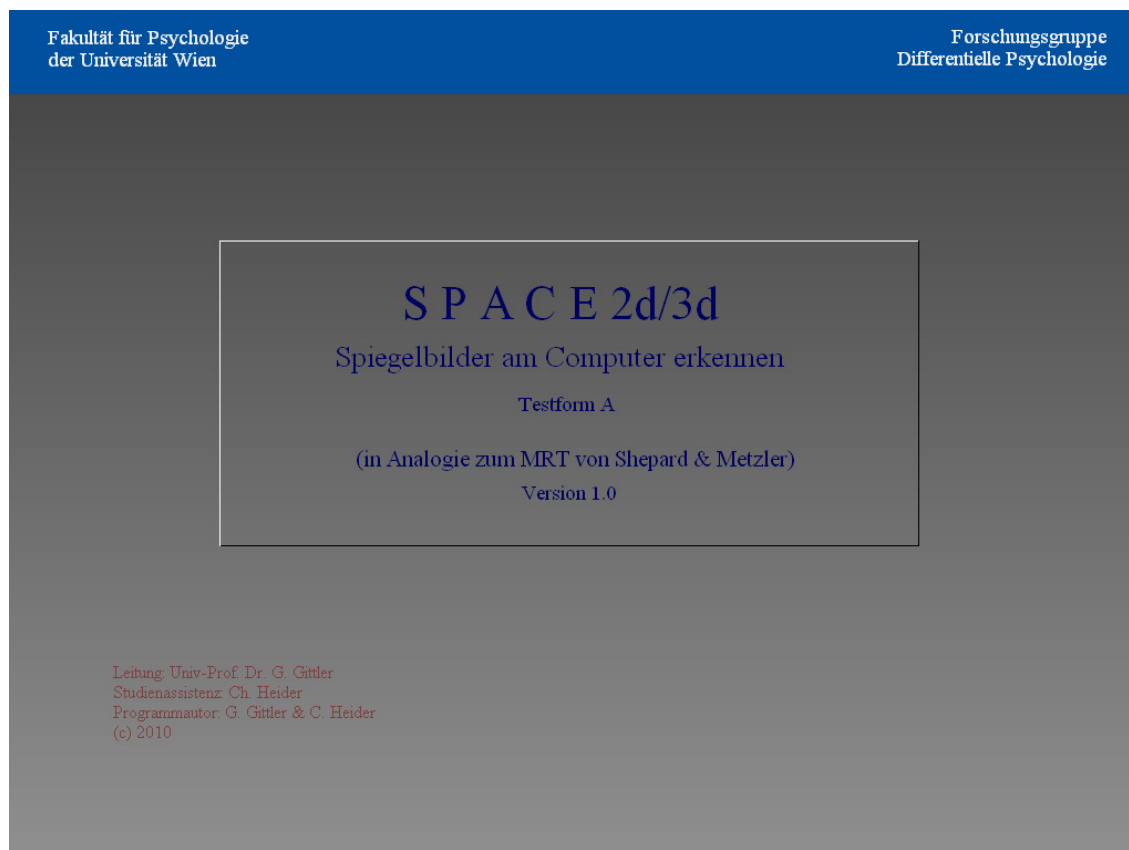 Fakultät für Psychologie
der Universität Wien
Forschungsgruppe
Differentielle Psychologie
S P A C E 2d/3d
Spiegelbilder am Computer erkennen
Testform A
(in Analogie zum MRT von Shepard & Metzler)
Version 1.0
Leitung: Univ-Prof. Dr. G. Gittler
Studienassistenz: Ch. Heider
Programmautor: G. Gittler & C. Heider
(c) 2010